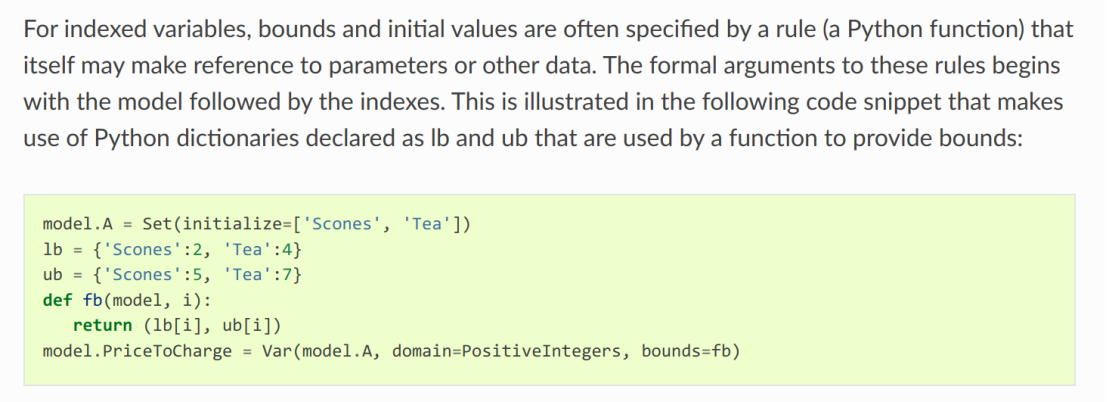 For indexed variables, bounds and initial values are often specified by a rule (a Python function) that
itself may make reference to parameters or other data. The formal arguments to these rules begins
with the model followed by the indexes. This is illustrated in the following code snippet that makes
use of Python dictionaries declared as lb and ub that are used by a function to provide bounds:
model.A = Set(initialize=['Scones', 'Tea'])
lb = {'Scones':2, 'Tea':4}
ub = {'Scones':5, 'Tea':7}
def fb(model, i):
   return (lb[i], ub[i])
model.PriceToCharge = Var(model.A, domain=PositiveIntegers, bounds=fb)